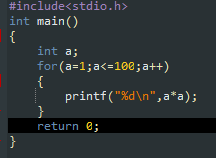 #include<stdio.h>
int main()
{
    int a;
    for(a=1;a<=100;a++)
    {
        printf("%d\n",a*a);
    }
    return 0;
}